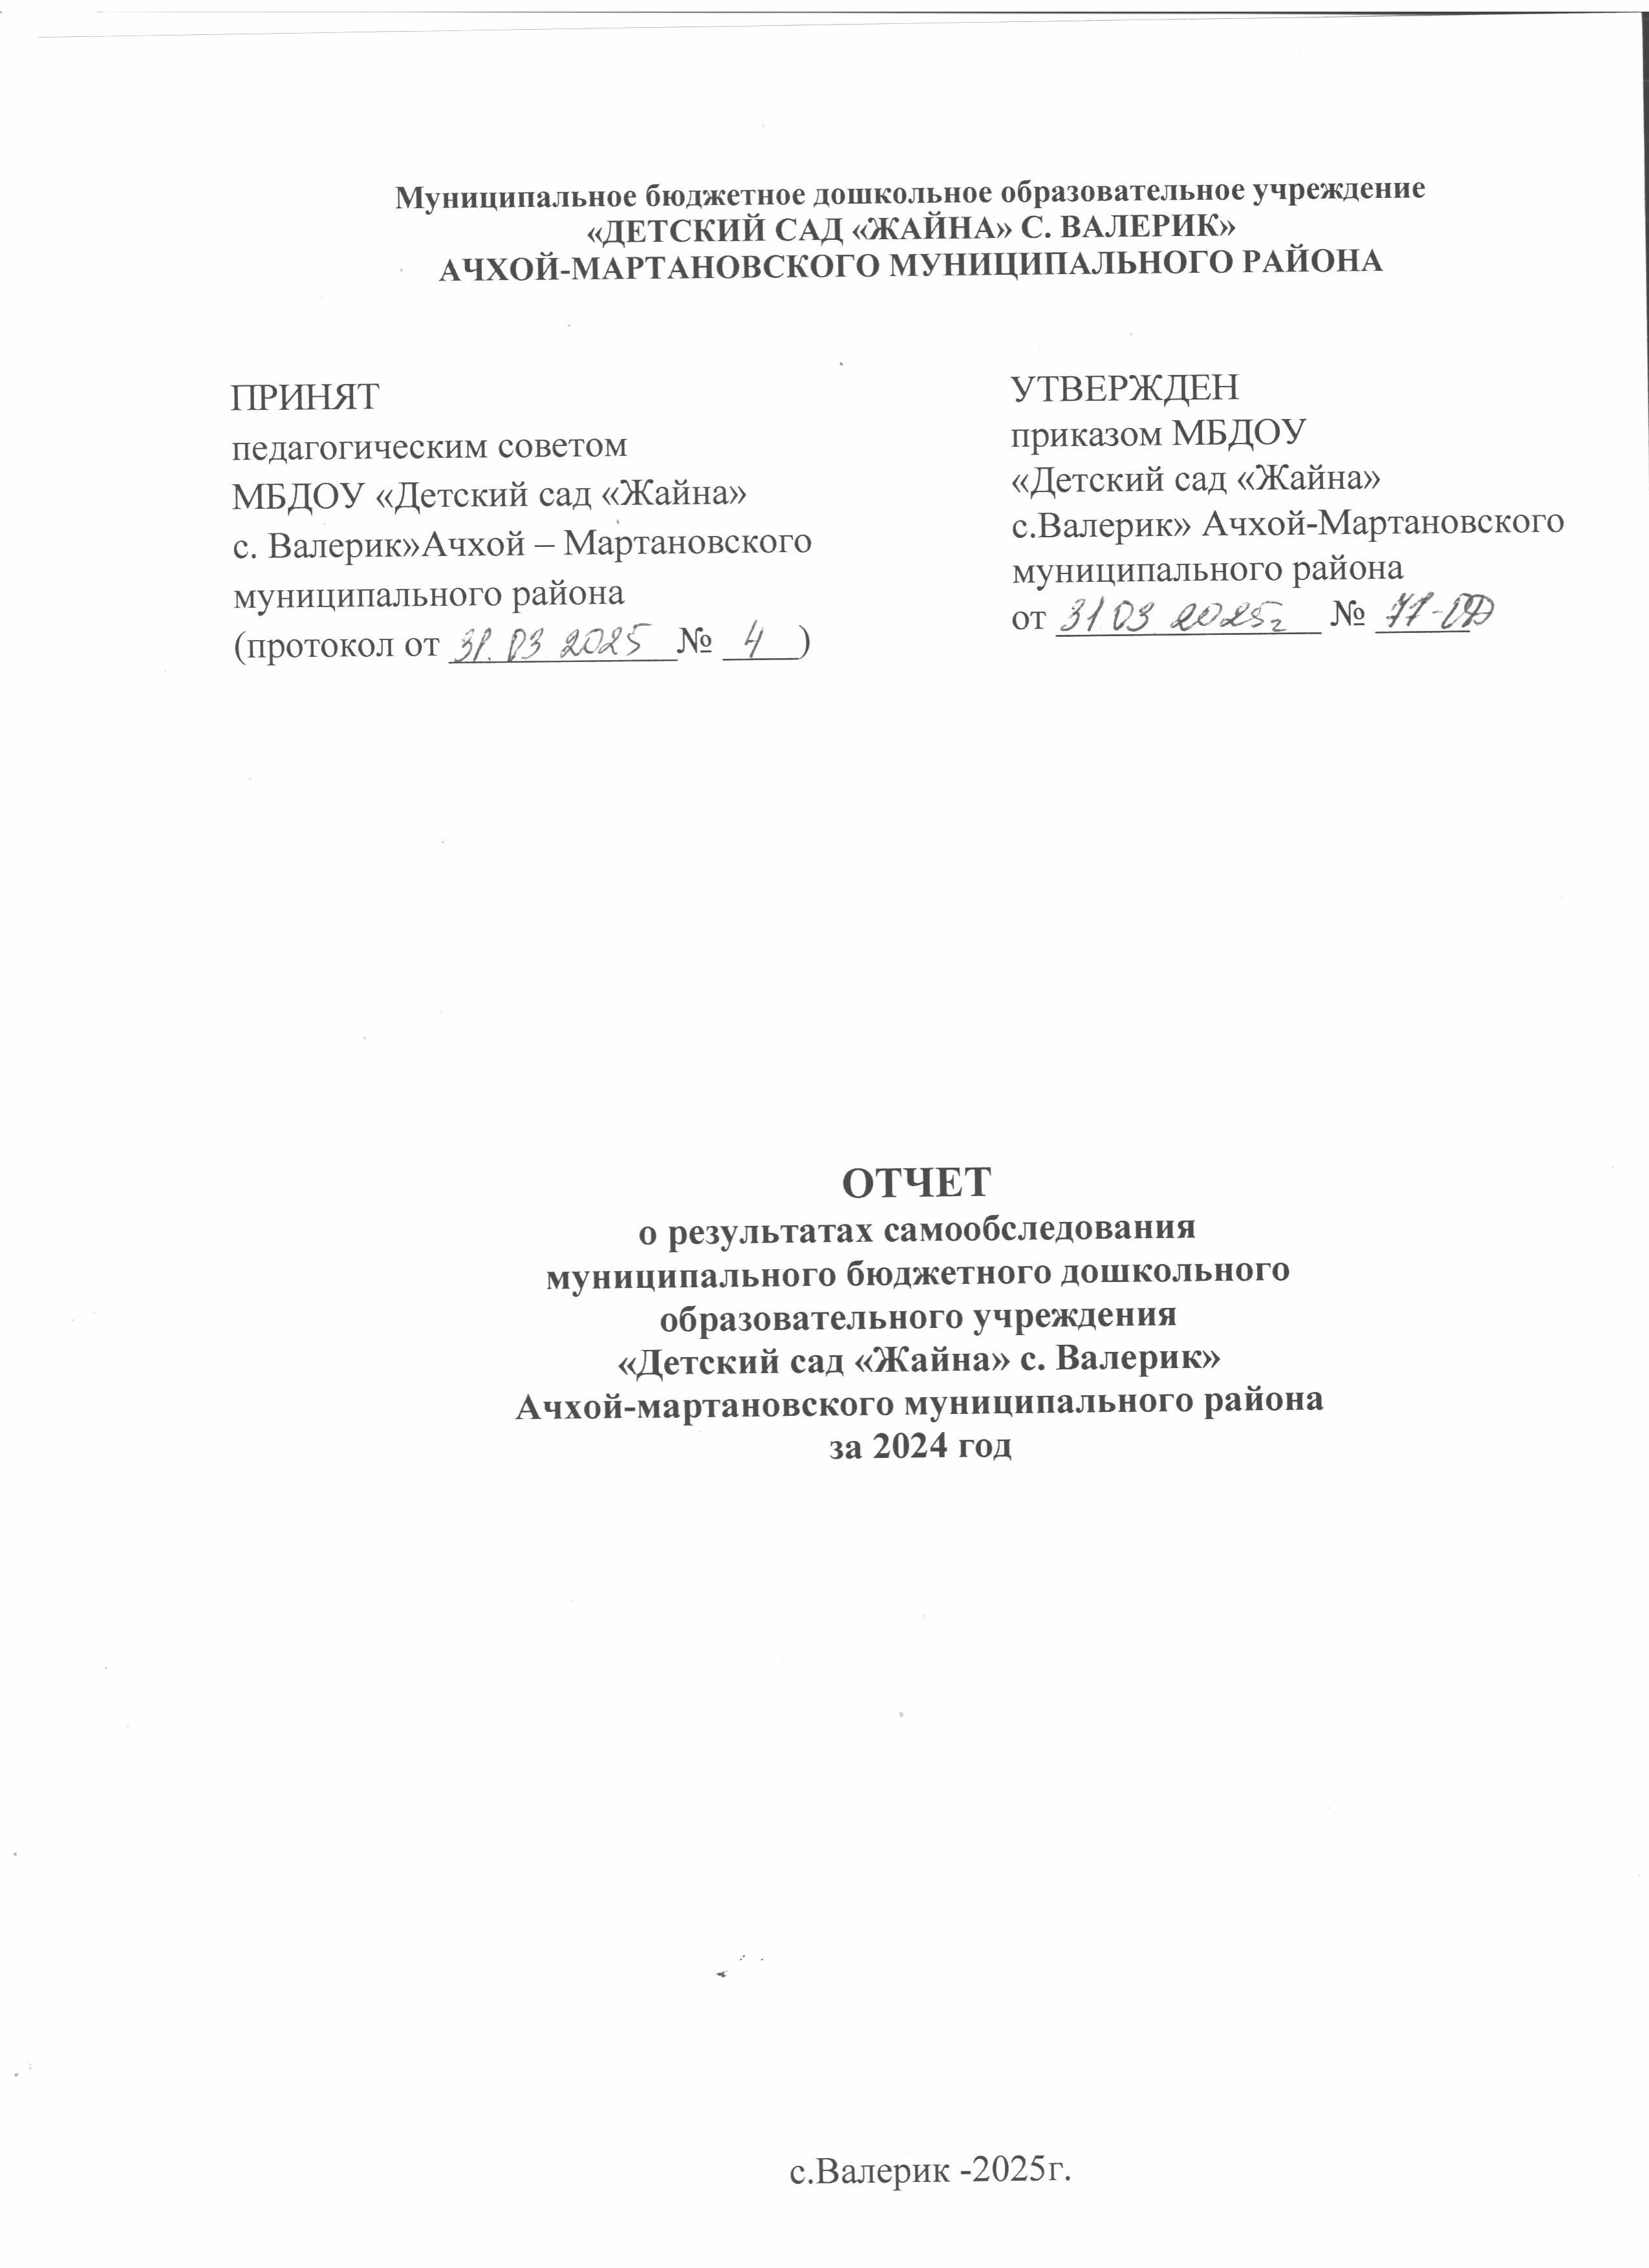 Муниципальное бюджетное дошкольное образовательное учреждение
«ДЕТСКИЙ САД «ЖАЙНА» С. ВАЛЕРИК»
АЧХОЙ-МАРТАНОВСКОГО МУНИЦИПАЛЬНОГО РАЙОНА
ПРИНЯТ
педагогическим советом
МБДОУ «Детский сад «Жайна»
с. Валерик»Ачхой – Мартановского
муниципального района
(протокол от 31.03 2025 № 4)
УТВЕРЖДЕН
приказом МБДОУ
«Детский сад «Жайна»
с.Валерик» Ачхой-Мартановского
муниципального района
от 31 03 2025г №
ОТЧЕТ
о результатах самообследования
муниципального бюджетного дошкольного
образовательного учреждения
«Детский сад «Жайна» с. Валерик»
Ачхой-мартановского муниципального района
за 2024 год
с.Валерик -2025г.